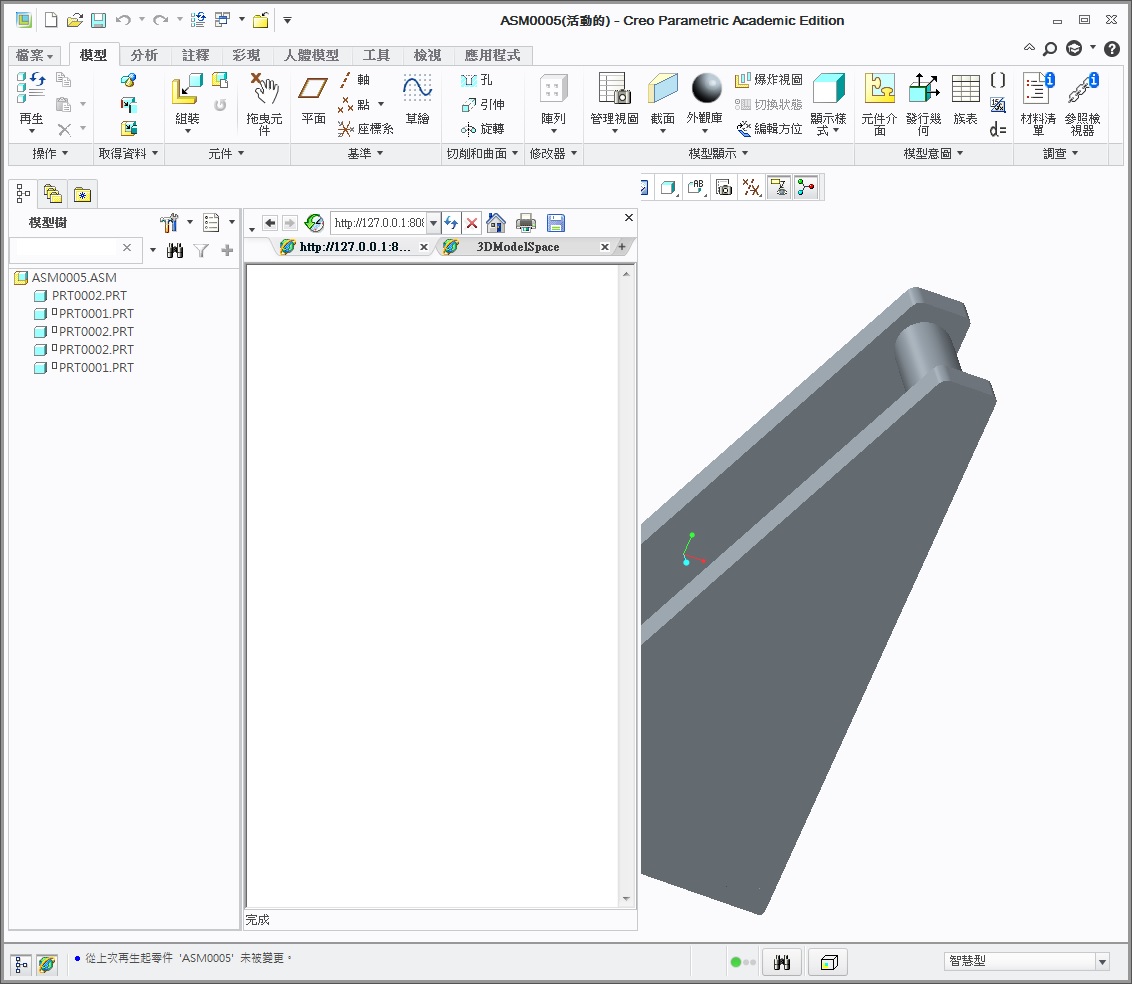 ASM0005(活動的) - Creo Parametric Academic Edition
檔案 模型 分析 註釋 彩現 人體模型 工具 檢視 應用程式
再生 組裝 拖曳元件 平面 軸 點 座標系 草繪 孔 引伸 旋轉 陣列 管理視圖 截面 外觀庫 爆炸視圖 切換狀態 編輯方位 顯示樣式 元件介面 發行幾何 族表 d= 材料清單 參照檢視器
操作 取得資料 元件 基準 切削和曲面 修改器 模型顯示 模型意圖 調查
模型樹
http://127.0.0.1:808
http://127.0.0.1:8... 3DModelSpace
ASM0005.ASM
PRT0002.PRT
PRT0001.PRT
PRT0002.PRT
PRT0002.PRT
PRT0001.PRT
完成
從上次再生起零件 'ASM0005' 未被變更。
智慧型